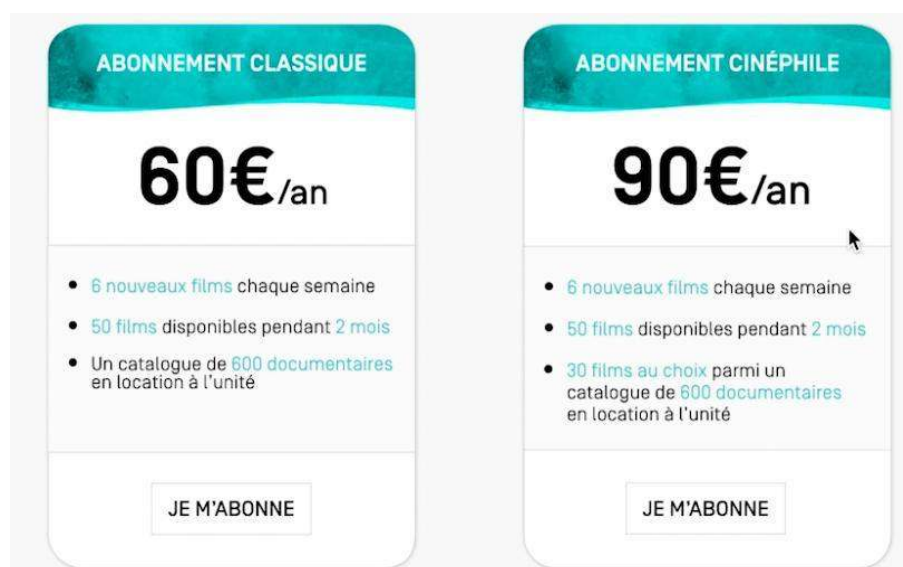 ABONNEMENT CLASSIQUE
60€/an
• 6 nouveaux films chaque semaine
• 50 films disponibles pendant 2 mois
• Un catalogue de 600 documentaires
en location à l'unité
JE M'ABONNE
ABONNEMENT CINÉPHILE
90€/an
• 6 nouveaux films chaque semaine
• 50 films disponibles pendant 2 mois
• 30 films au choix parmi un
catalogue de 600 documentaires
en location à l'unité
JE M'ABONNE